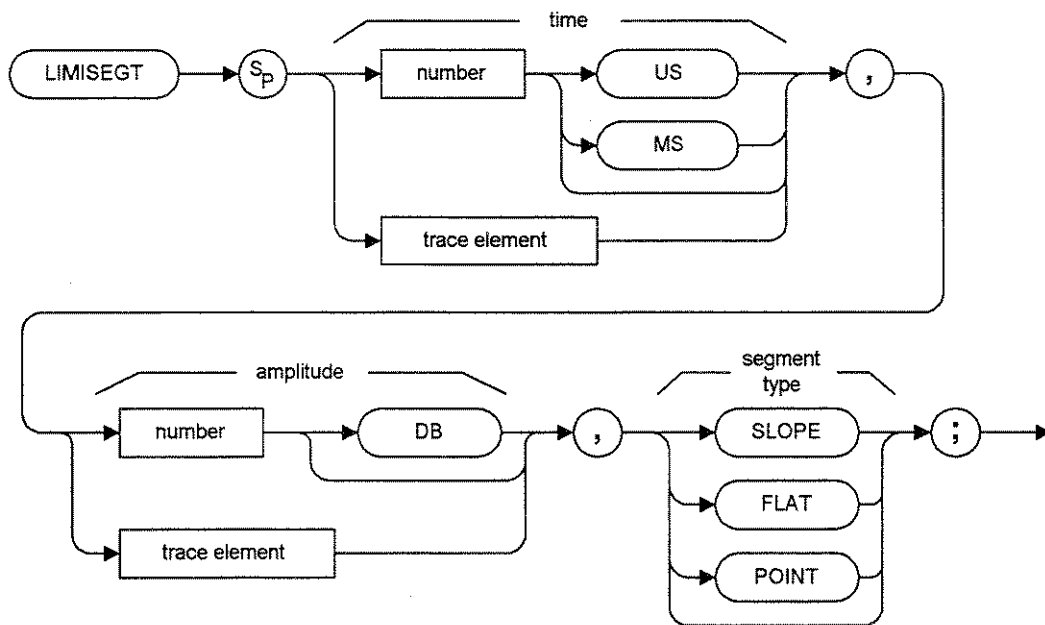 time
LIMISEGT SP number US ,
MS
trace element
amplitude
segment
type
number DB , SLOPE ;
FLAT
trace element
POINT